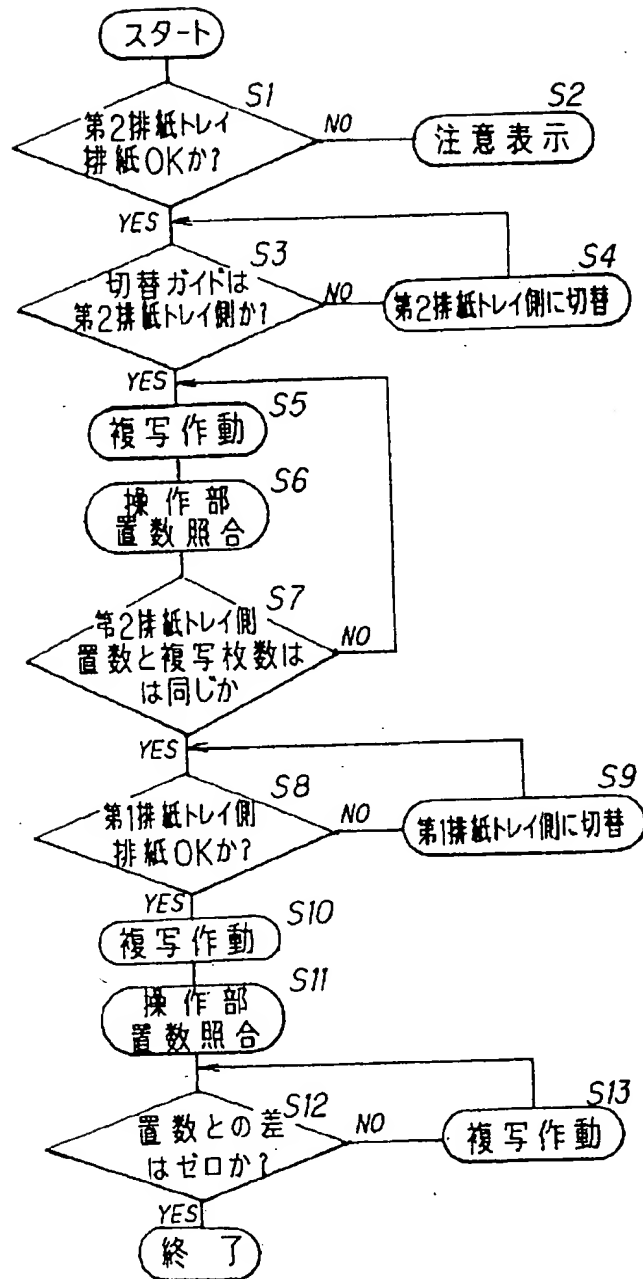 スタート
S1
第2排紙トレイ
排紙OKか?
NO
S2
注意表示
YES
S3
切替ガイドは
第2排紙トレイ側か?
NO
S4
第2排紙トレイ側に切替
YES
S5
複写作動
S6
操作部
置数照合
S7
第2排紙トレイ側
置数と複写枚数は
は同じか
NO
YES
S8
第1排紙トレイ側
排紙OKか?
NO
S9
第1排紙トレイ側に切替
YES
S10
複写作動
S11
操作部
置数照合
S12
置数との差
はゼロか?
NO
S13
複写作動
YES
終了